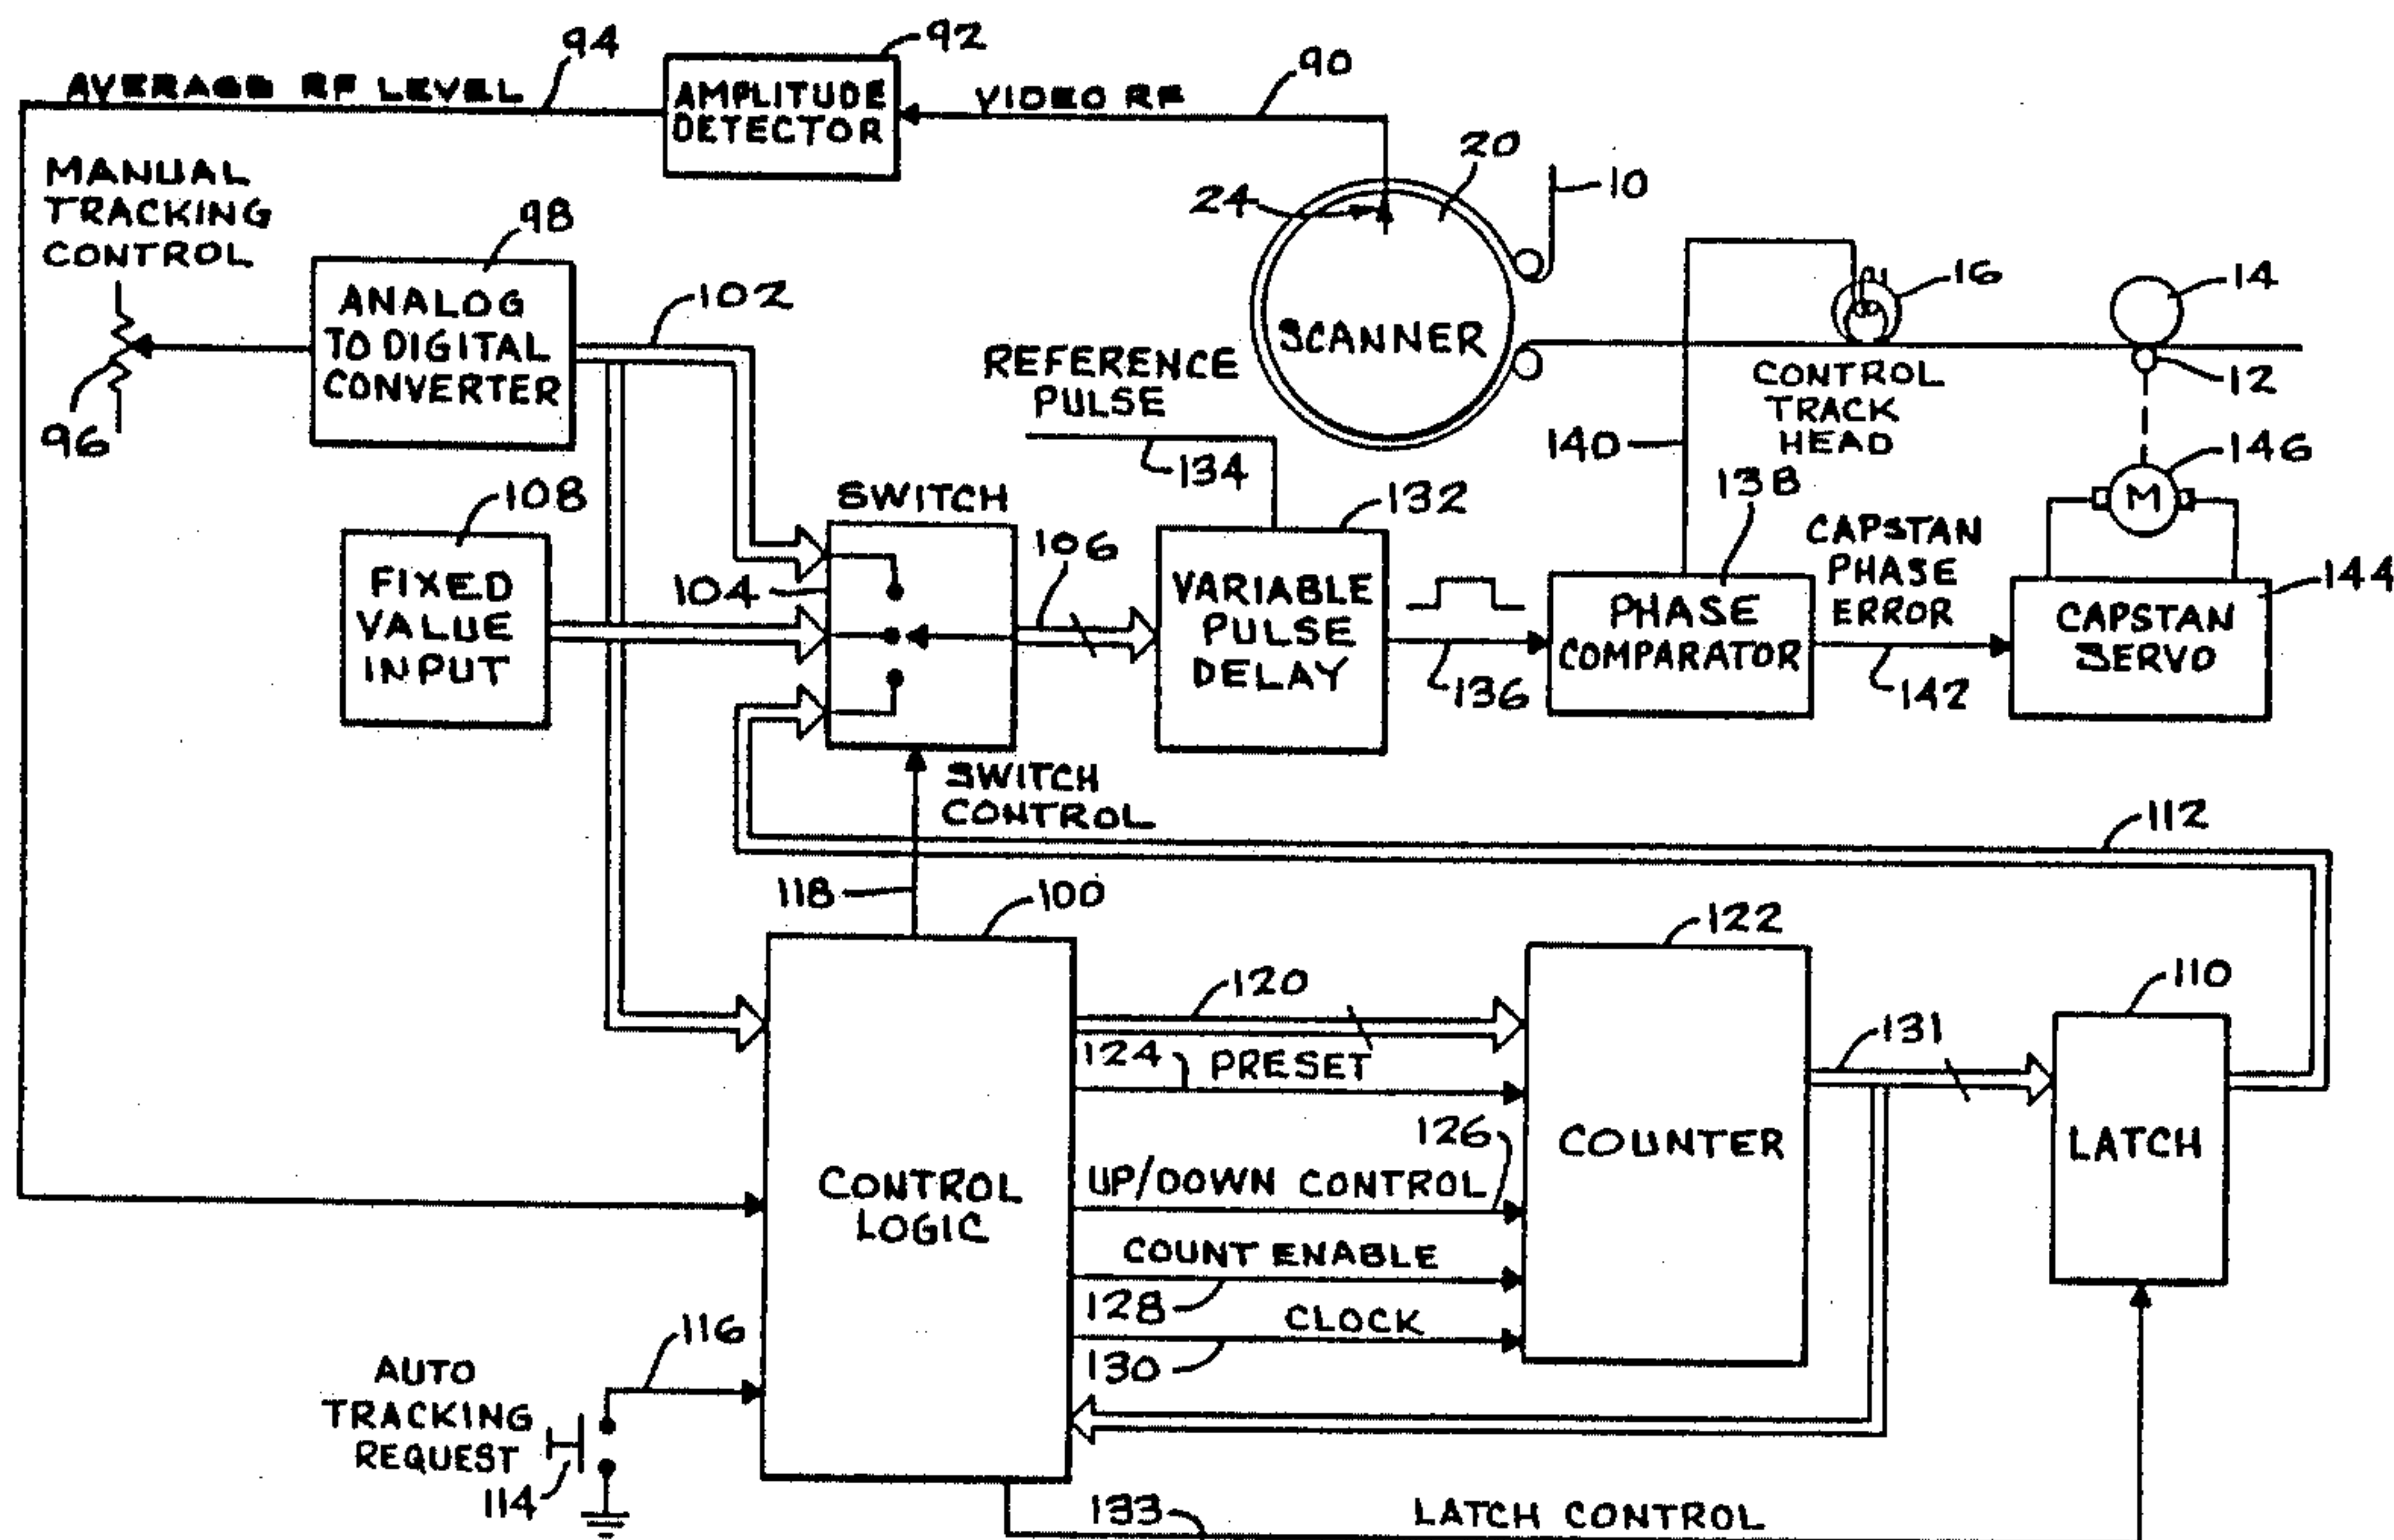 94
92
90
AVERAGE RF LEVEL
AMPLITUDE
DETECTOR
VIDEO RF
20
10
24
MANUAL
TRACKING
CONTROL
98
102
ANALOG
TO DIGITAL
CONVERTER
96
SCANNER
16
14
12
REFERENCE
PULSE
134
CONTROL
TRACK
HEAD
140
146
M
108
FIXED
VALUE
INPUT
SWITCH
104
106
132
VARIABLE
PULSE
DELAY
136
138
PHASE
COMPARATOR
CAPSTAN
PHASE
ERROR
142
144
CAPSTAN
SERVO
SWITCH
CONTROL
118
112
100
122
110
120
124
PRESET
131
126
CONTROL
LOGIC
UP/DOWN CONTROL
COUNTER
LATCH
COUNT ENABLE
128
CLOCK
130
116
AUTO
TRACKING
REQUEST
114
133
LATCH CONTROL